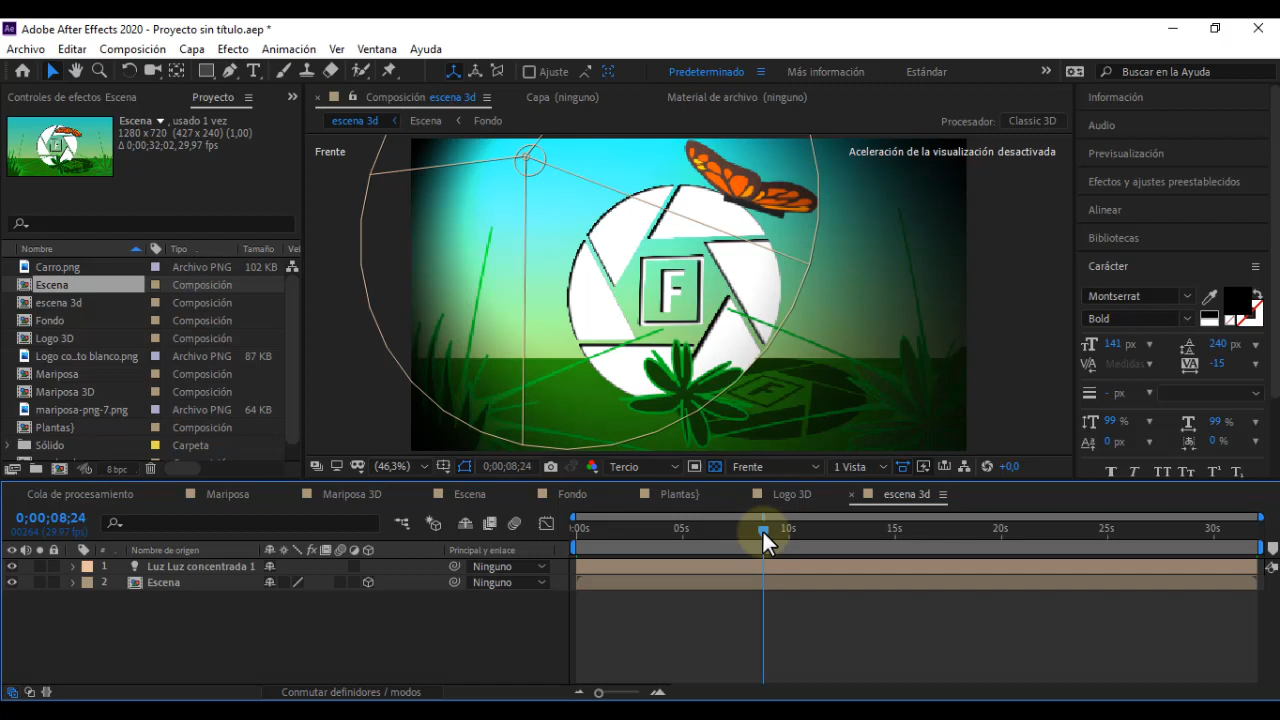 Adobe After Effects 2020 - Proyecto sin título.aep *
Archivo Editar Composición Capa Efecto Animación Ver Ventana Ayuda
Ajuste Predeterminado Más información Estándar Buscar en la Ayuda
Controles de efectos Escena Proyecto
Composición escena 3d Capa (ninguno) Material de archivo (ninguno)
Escena ▼, usado 1 vez
1280 x 720 (427 x 240) (1,00)
Δ 0;00;32;02, 29,97 fps
escena 3d Escena Fondo Procesador: Classic 3D
Frente Aceleración de la visualización desactivada
F
F
Nombre Tipo Tamaño Vel
Carro.png Archivo PNG 102 KB
Escena Composición
escena 3d Composición
Fondo Composición
Logo 3D Composición
Logo co...to blanco.png Archivo PNG 87 KB
Mariposa Composición
Mariposa 3D Composición
mariposa-png-7.png Archivo PNG 64 KB
Plantas} Composición
Sólido Carpeta
8 bpc
(46,3%) 0;00;08;24 Tercio Frente 1 Vista +0,0
Información
Audio
Previsualización
Efectos y ajustes preestablecidos
Alinear
Bibliotecas
Carácter
Montserrat
Bold
141 px 240 px
Medidas -15
- px
99 % 99 %
0 px 0 %
T T TT Tt T¹ T₁
Cola de procesamiento Mariposa Mariposa 3D Escena Fondo Plantas} Logo 3D escena 3d
0;00;08;24
00264 (29.97 fps)
:00s 05s 10s 15s 20s 25s 30s
# Nombre de origen fx Principal y enlace
1 Luz Luz concentrada 1 Ninguno
2 Escena Ninguno
Conmutar definidores / modos